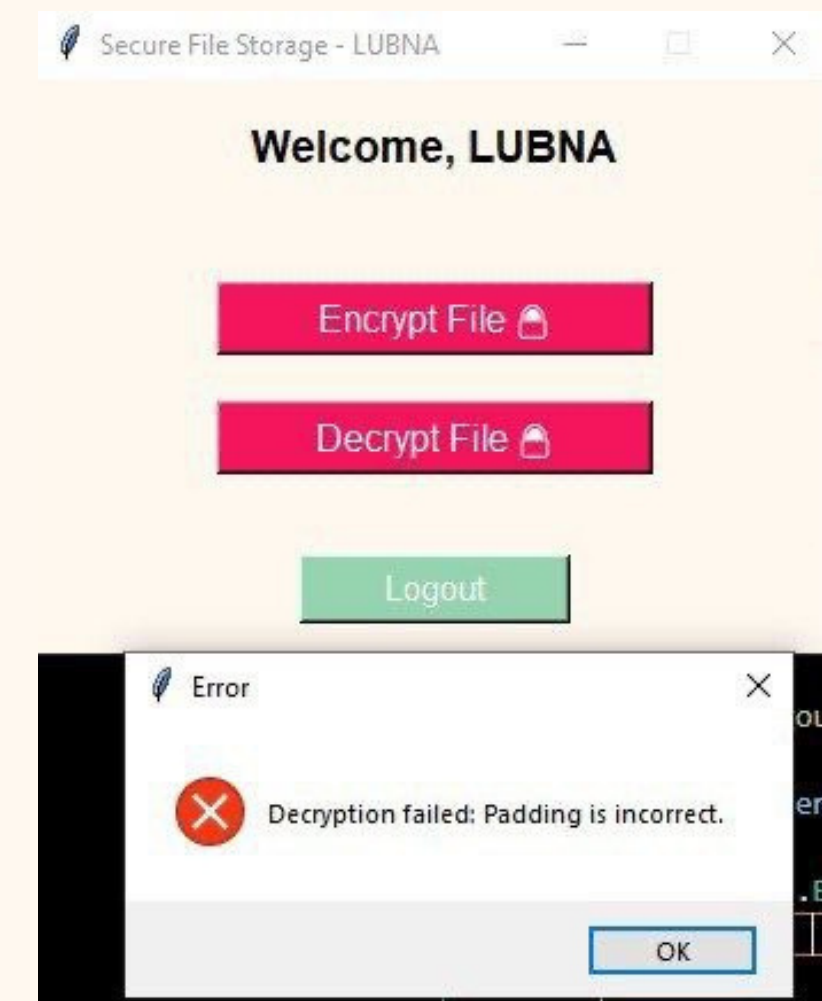 Secure File Storage - LUBNA
Welcome, LUBNA
Encrypt File
Decrypt File
Logout
Error
Decryption failed: Padding is incorrect.
OK